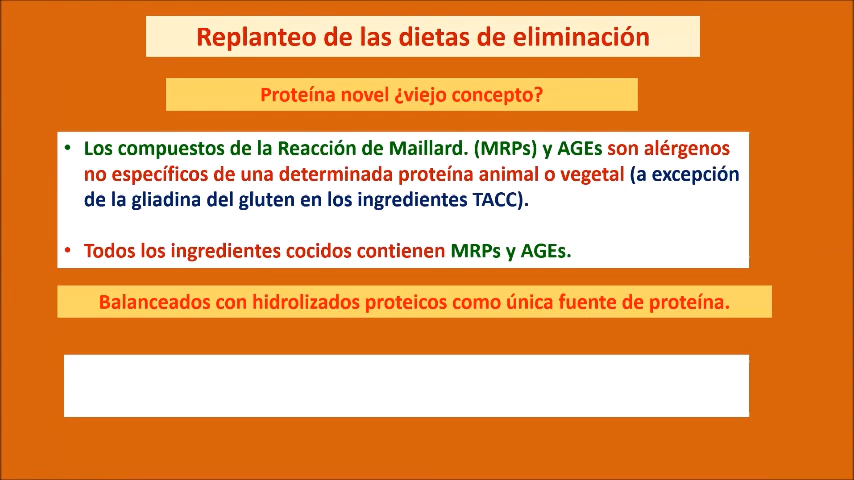 Replanteo de las dietas de eliminación
Proteína novel ¿viejo concepto?
• Los compuestos de la Reacción de Maillard. (MRPs) y AGEs son alérgenos
no específicos de una determinada proteína animal o vegetal (a excepción
de la gliadina del gluten en los ingredientes TACC).
• Todos los ingredientes cocidos contienen MRPs y AGEs.
Balanceados con hidrolizados proteicos como única fuente de proteína.